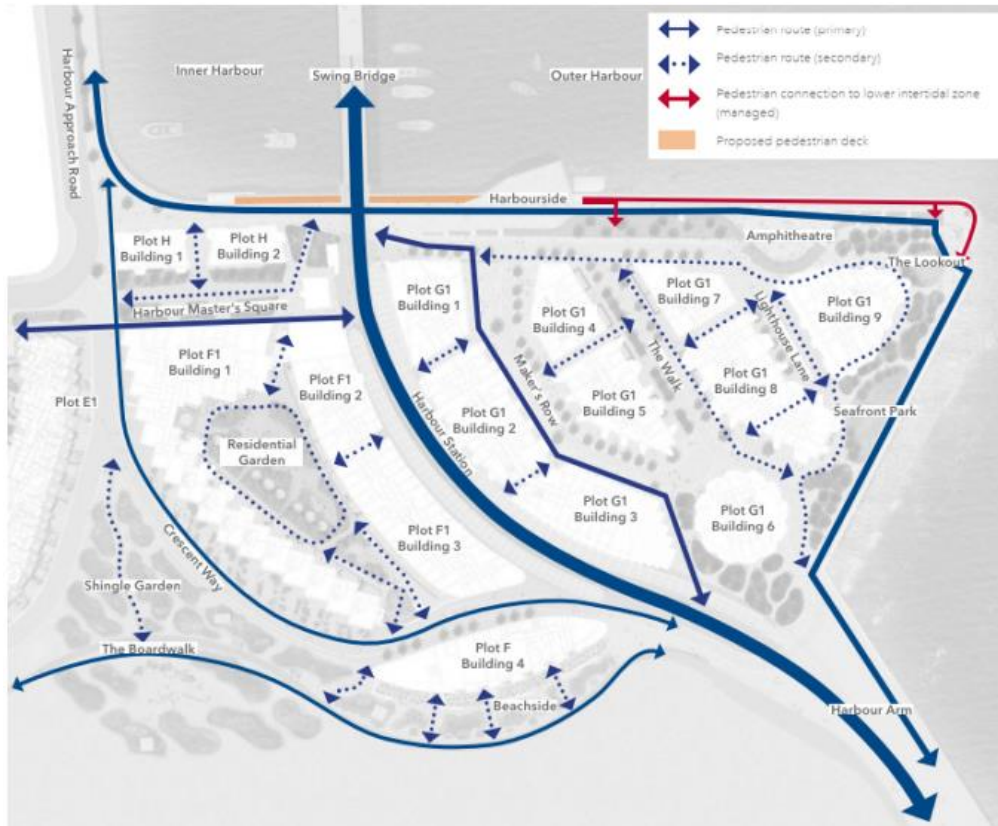 Pedestrian route (primary)
Inner Harbour
Swing Bridge
Outer Harbour
Pedestrian route (secondary)
Pedestrian connection to lower intertidal zone
(managed)
Proposed pedestrian deck
Harbour Approach Road
Harbourside
Amphitheatre
The Lookout
Plot H
Building 1
Plot H
Building 2
Harbour Master's Square
Plot G1
Building 1
Plot G1
Building 7
Plot G1
Building 9
Plot G1
Building 4
Lighthouse Lane
Plot F1
Building 1
Plot F1
Building 2
Maker's Row
The Walk
Plot G1
Building 8
Plot E1
Plot G1
Building 5
Seafront Park
Harbour Station
Plot G1
Building 2
Residential
Garden
Plot G1
Building 3
Plot G1
Building 6
Plot F1
Building 3
Crescent Way
Shingle Garden
The Boardwalk
Plot F
Building 4
Beachside
Harbour Arm